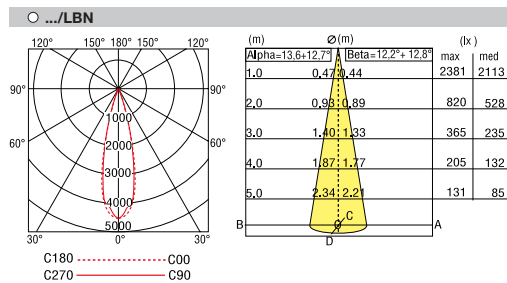 .../LBN
120° 150° 180° 150° 120°
90° 90°
60° 60°
1000
2000
3000
4000
5000
30° 0° 30°
C180 C00
C270 C90
(m) Ø(m) (lx)
Alpha=13,6+12,7° Beta=12,2°+ 12,8° max med
1.0 0.47 0.44 2381 2113
2,0 0.93 0.89 820 528
3.0 1.40 1.33 365 235
4,0 1.87 1.77 205 132
5,0 2.34 2.21 131 85
C
B A
D